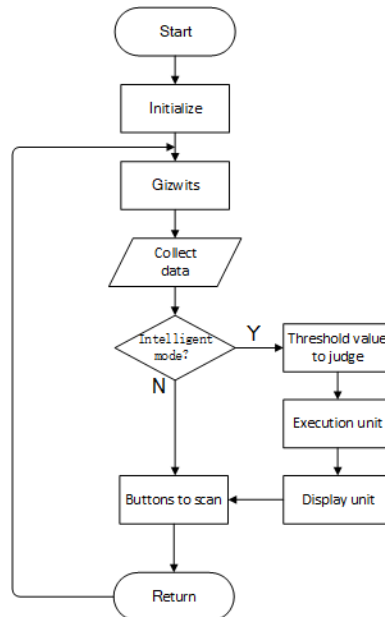 Start
Initialize
Gizwits
Collect
data
Intelligent
mode?
Y
N
Threshold value
to judge
Execution unit
Display unit
Buttons to scan
Return